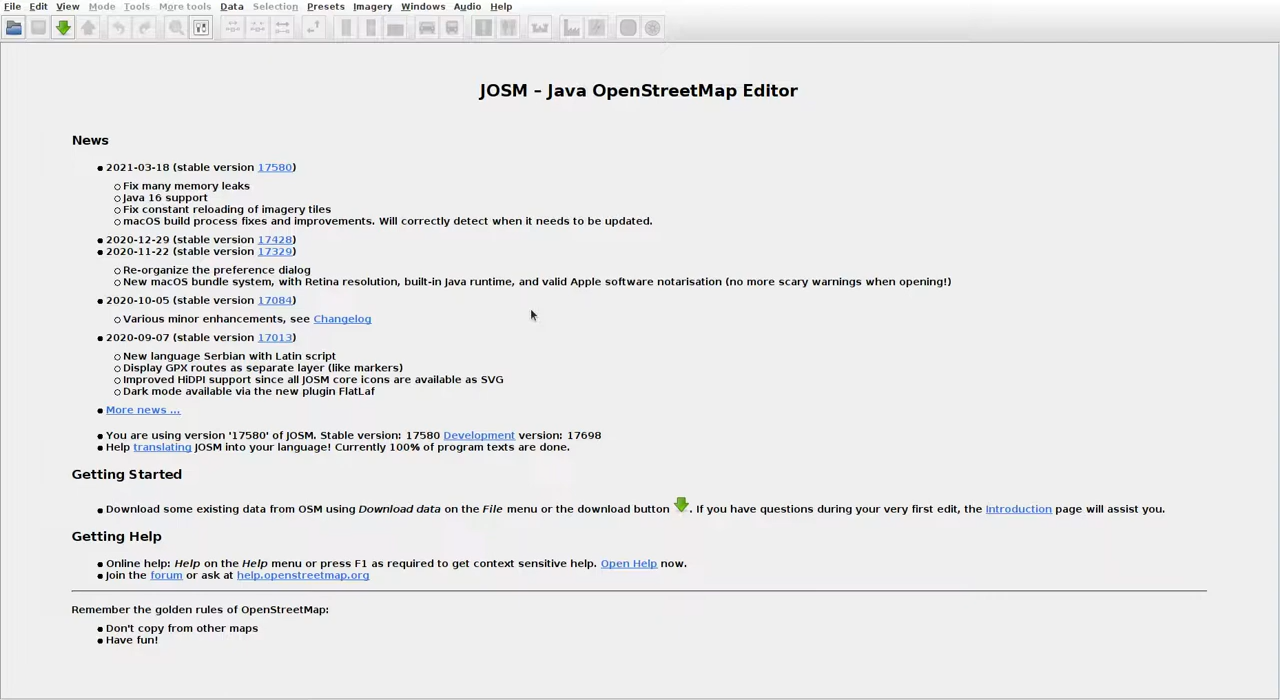 File Edit View Mode Tools More tools Data Selection Presets Imagery Windows Audio Help
JOSM – Java OpenStreetMap Editor
News
2021-03-18 (stable version 17580)
Fix many memory leaks
Java 16 support
Fix constant reloading of imagery tiles
macOS build process fixes and improvements. Will correctly detect when it needs to be updated.
2020-12-29 (stable version 17428)
2020-11-22 (stable version 17329)
Re-organize the preference dialog
New macOS bundle system, with Retina resolution, built-in Java runtime, and valid Apple software notarisation (no more scary warnings when opening!)
2020-10-05 (stable version 17084)
Various minor enhancements, see Changelog
2020-09-07 (stable version 17013)
New language Serbian with Latin script
Display GPX routes as separate layer (like markers)
Improved HiDPI support since all JOSM core icons are available as SVG
Dark mode available via the new plugin FlatLaf
More news ...
You are using version '17580' of JOSM. Stable version: 17580 Development version: 17698
Help translating JOSM into your language! Currently 100% of program texts are done.
Getting Started
Download some existing data from OSM using Download data on the File menu or the download button . If you have questions during your very first edit, the Introduction page will assist you.
Getting Help
Online help: Help on the Help menu or press F1 as required to get context sensitive help. Open Help now.
Join the forum or ask at help.openstreetmap.org
Remember the golden rules of OpenStreetMap:
Don't copy from other maps
Have fun!